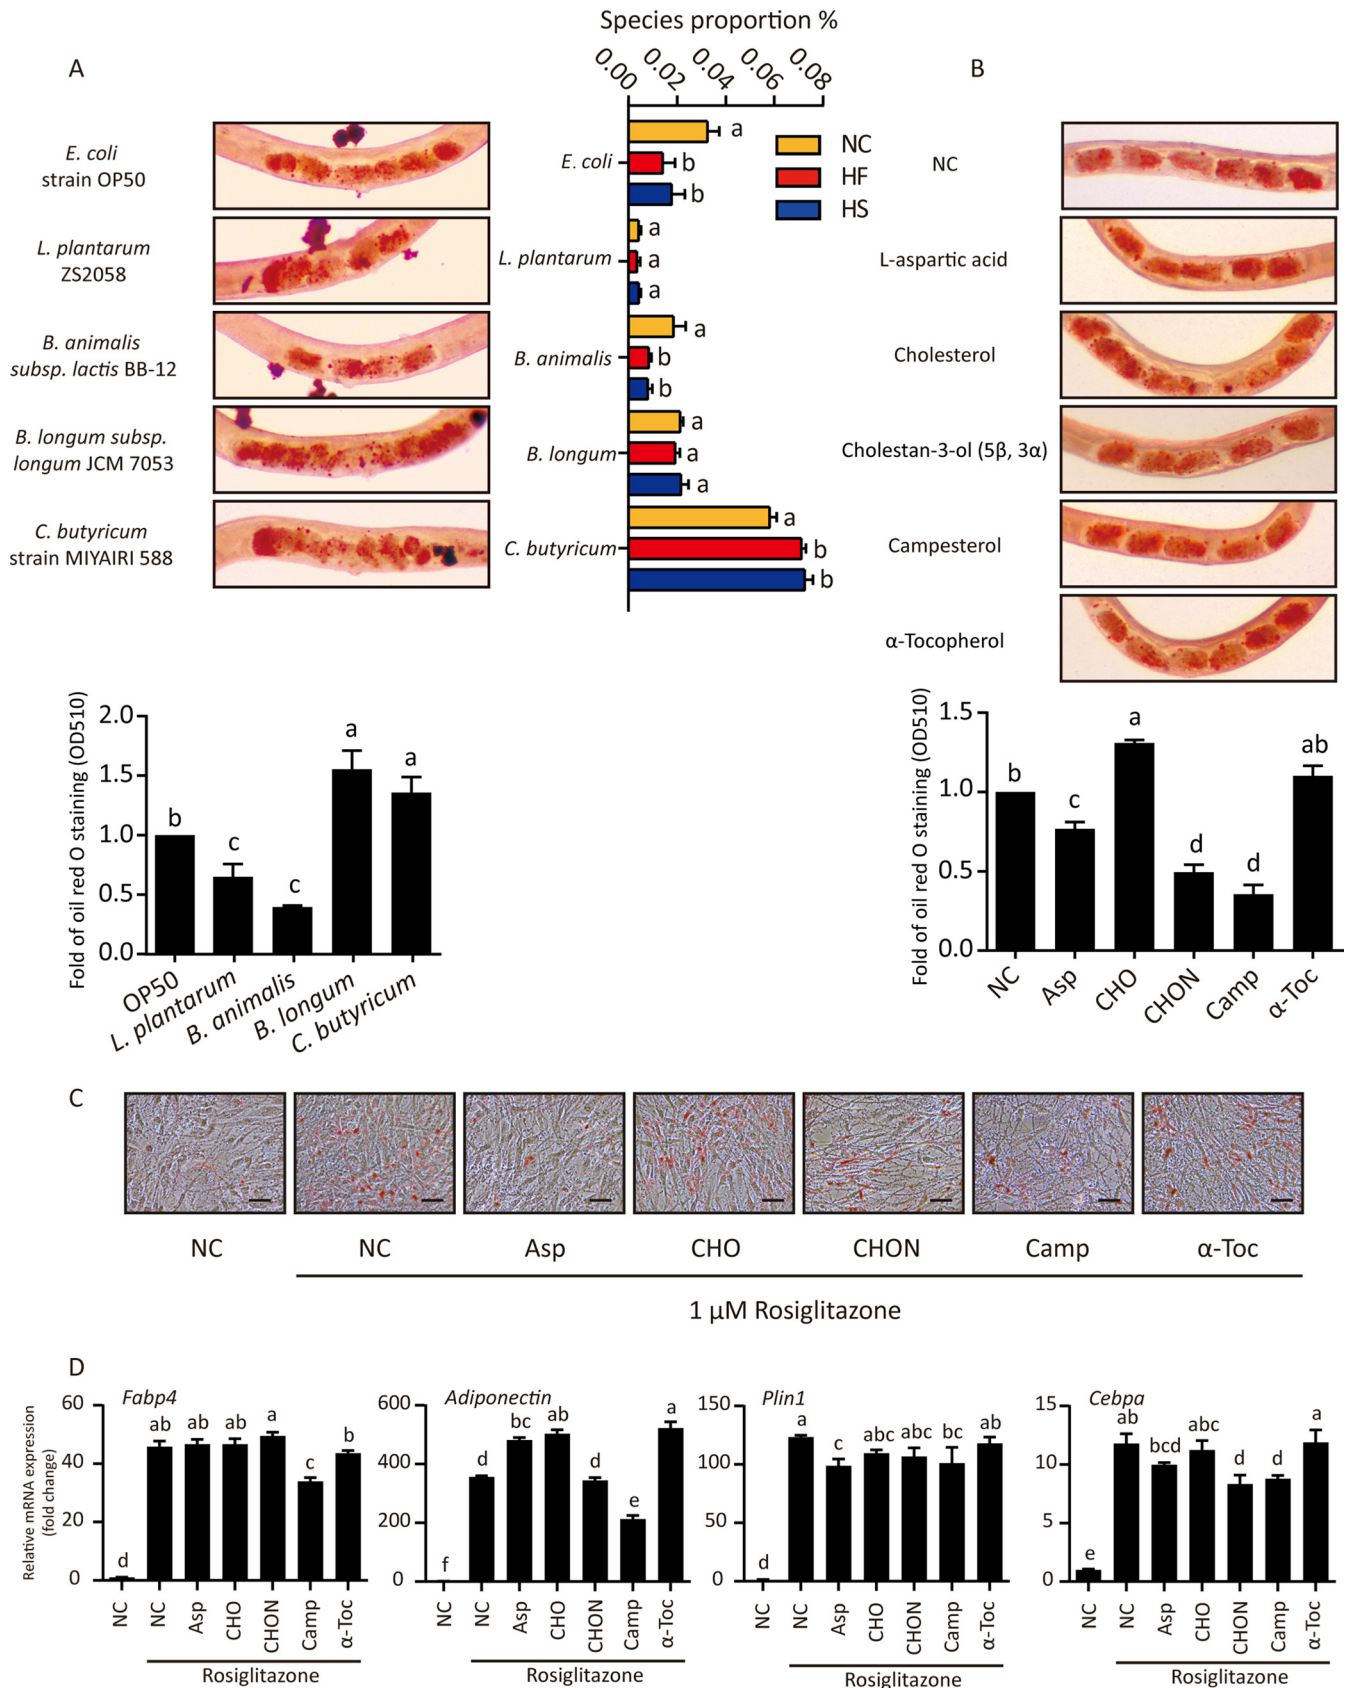 Species proportion %
A
0.00
0.02
0.04
0.06
0.08
B
E. coli
strain OP50
L. plantarum
ZS2058
B. animalis
subsp. lactis BB-12
B. longum subsp.
longum JCM 7053
C. butyricum
strain MIYAIRI 588
E. coli
a
b
b
L. plantarum
a
a
a
B. animalis
a
b
b
B. longum
a
a
a
C. butyricum
a
b
b
NC
HF
HS
NC
L-aspartic acid
Cholesterol
Cholestan-3-ol (5β, 3α)
Campesterol
α-Tocopherol
Fold of oil red O staining (OD510)
2.0
1.5
1.0
0.5
0.0
b
c
c
a
a
OP50
L. plantarum
B. animalis
B. longum
C. butyricum
Fold of oil red O staining (OD510)
1.5
1.0
0.5
0.0
b
c
a
d
d
ab
NC
Asp
CHO
CHON
Camp
α-Toc
C
NC
NC
Asp
CHO
CHON
Camp
α-Toc
1 μM Rosiglitazone
D
Relative mRNA expression
(fold change)
Fabp4
60
40
20
0
d
ab
ab
ab
a
c
b
NC
NC
Asp
CHO
CHON
Camp
α-Toc
Rosiglitazone
Adiponectin
600
400
200
0
f
d
bc
ab
d
e
a
NC
NC
Asp
CHO
CHON
Camp
α-Toc
Rosiglitazone
Plin1
150
100
50
0
d
a
c
abc
abc
bc
ab
NC
NC
Asp
CHO
CHON
Camp
α-Toc
Rosiglitazone
Cebpa
15
10
5
0
e
ab
bcd
abc
d
d
a
NC
NC
Asp
CHO
CHON
Camp
α-Toc
Rosiglitazone